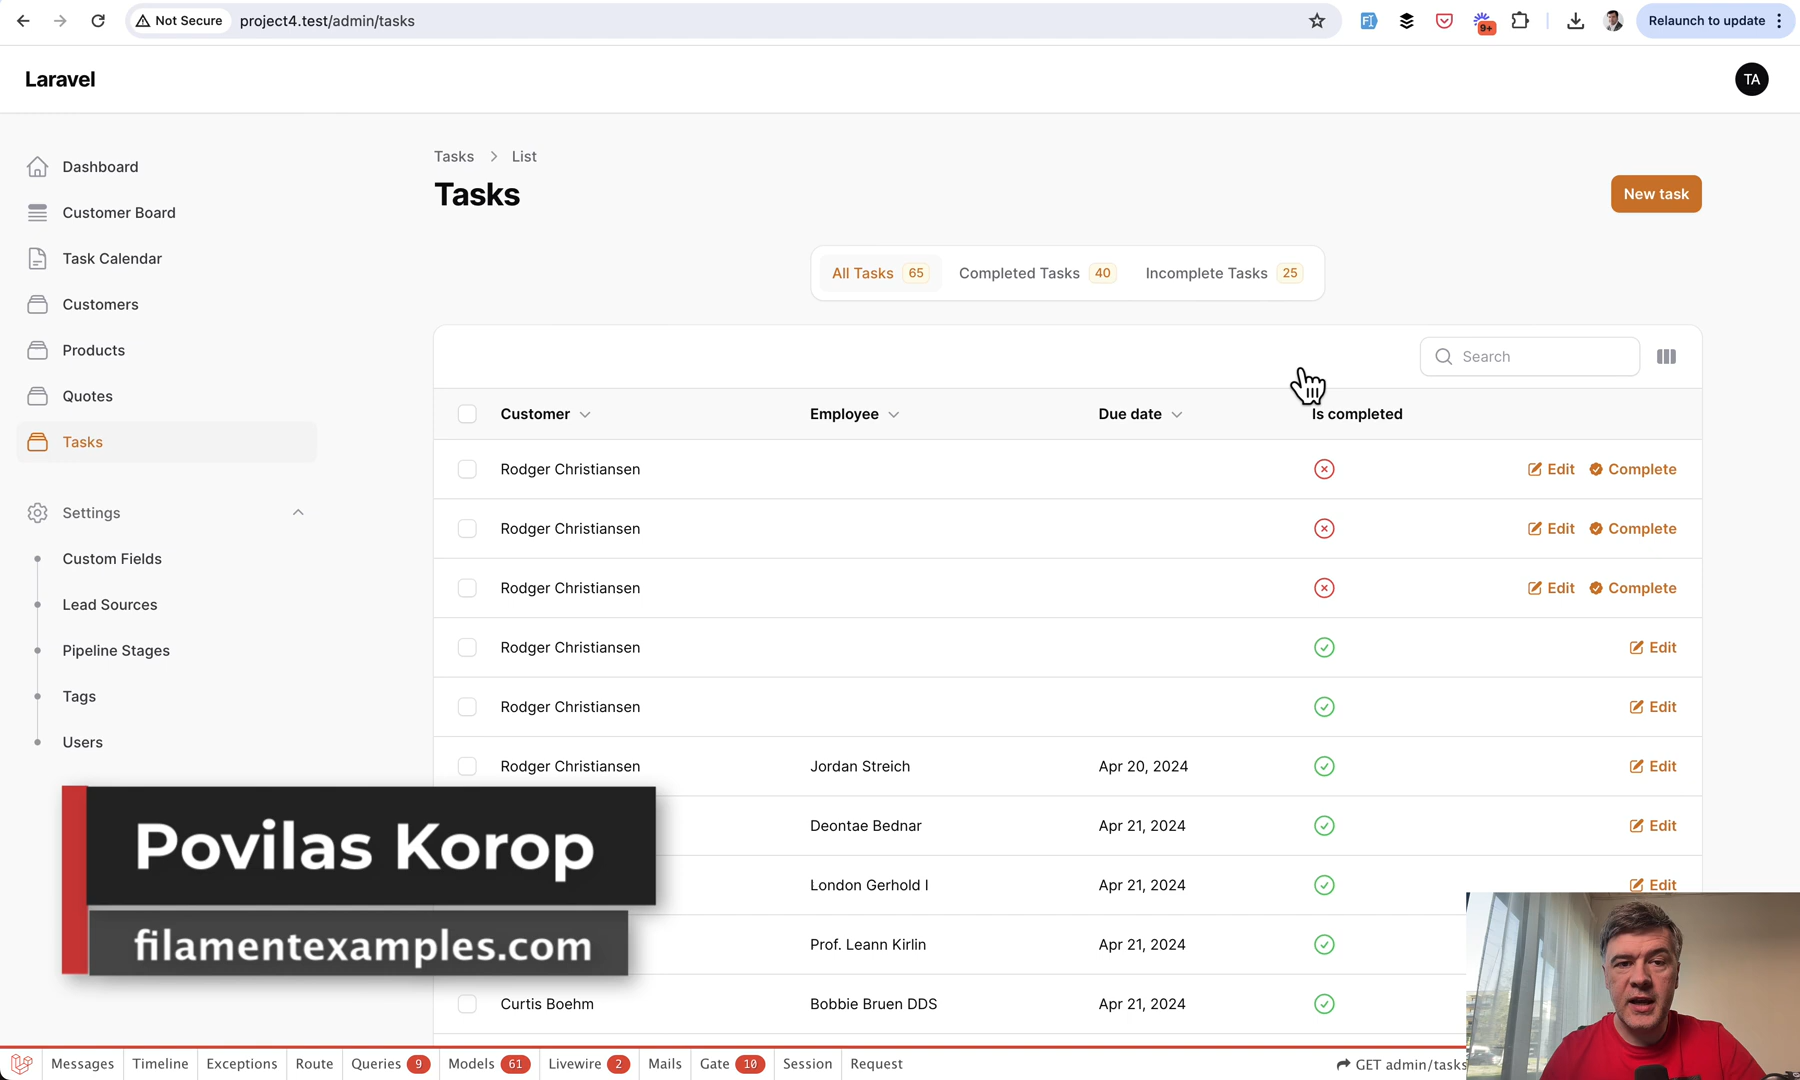 Not Secure project4.test/admin/tasks 9+ Relaunch to update
Laravel TA
Dashboard
Customer Board
Task Calendar
Customers
Products
Quotes
Tasks
Settings
Custom Fields
Lead Sources
Pipeline Stages
Tags
Users
Tasks List
Tasks
New task
All Tasks 65 Completed Tasks 40 Incomplete Tasks 25
Search
Customer Employee Due date Is completed
Rodger Christiansen Edit Complete
Rodger Christiansen Edit Complete
Rodger Christiansen Edit Complete
Rodger Christiansen Edit
Rodger Christiansen Edit
Rodger Christiansen Jordan Streich Apr 20, 2024 Edit
Deontae Bednar Apr 21, 2024 Edit
London Gerhold I Apr 21, 2024 Edit
Prof. Leann Kirlin Apr 21, 2024
Curtis Boehm Bobbie Bruen DDS Apr 21, 2024
Povilas Korop
filamentexamples.com
Messages Timeline Exceptions Route Queries 9 Models 61 Livewire 2 Mails Gate 10 Session Request GET admin/tasks